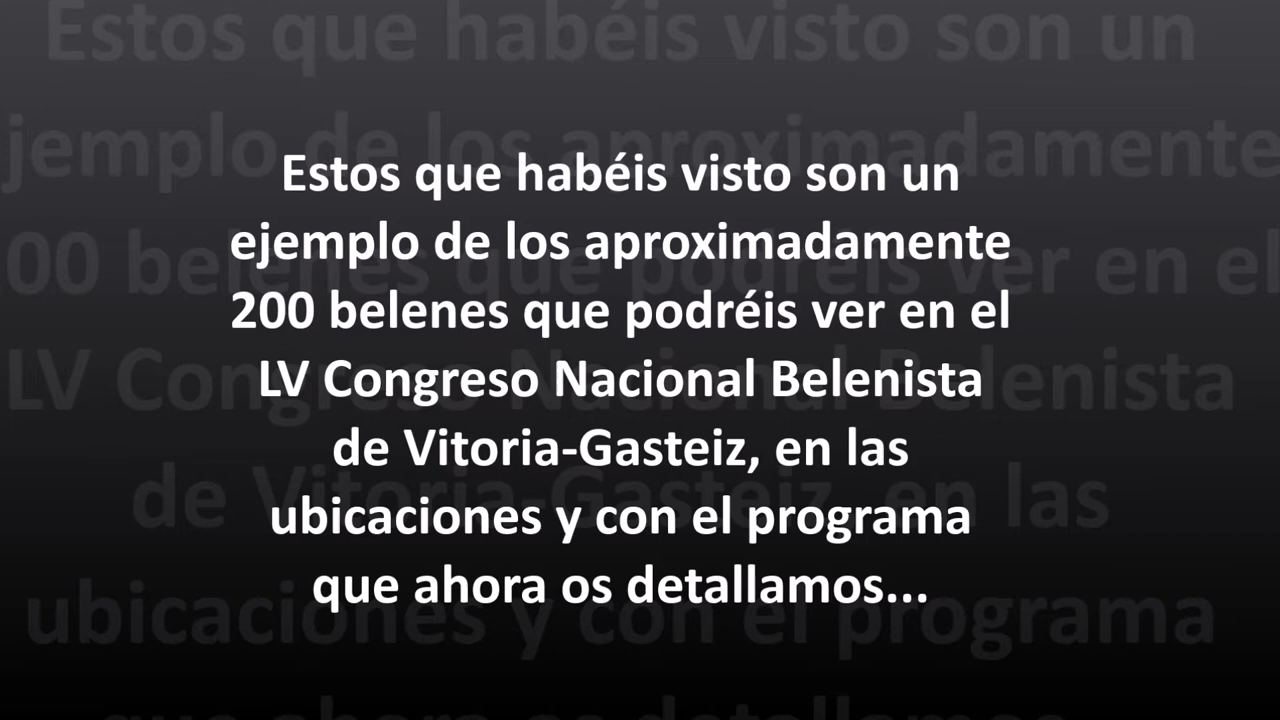 Estos que habéis visto son un
ejemplo de los aproximadamente
200 belenes que podréis ver en el
LV Congreso Nacional Belenista
de Vitoria-Gasteiz, en las
ubicaciones y con el programa
que ahora os detallamos...